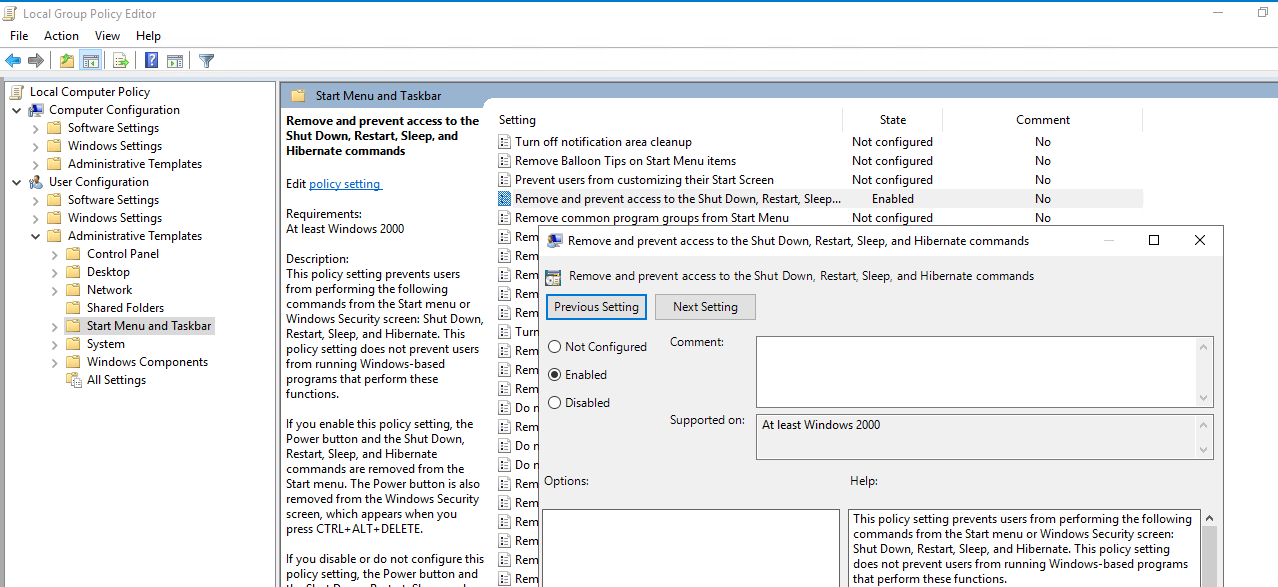 Local Group Policy Editor
File Action View Help
Local Computer Policy
Computer Configuration
Software Settings
Windows Settings
Administrative Templates
User Configuration
Software Settings
Windows Settings
Administrative Templates
Control Panel
Desktop
Network
Shared Folders
Start Menu and Taskbar
System
Windows Components
All Settings
Start Menu and Taskbar
Remove and prevent access to the
Shut Down, Restart, Sleep, and
Hibernate commands
Edit policy setting
Requirements:
At least Windows 2000
Description:
This policy setting prevents users
from performing the following
commands from the Start menu or
Windows Security screen: Shut Down,
Restart, Sleep, and Hibernate. This
policy setting does not prevent users
from running Windows-based
programs that perform these
functions.
If you enable this policy setting, the
Power button and the Shut Down,
Restart, Sleep, and Hibernate
commands are removed from the
Start menu. The Power button is also
removed from the Windows Security
screen, which appears when you
press CTRL+ALT+DELETE.
If you disable or do not configure this
policy setting, the Power button and
Setting State Comment
Turn off notification area cleanup Not configured No
Remove Balloon Tips on Start Menu items Not configured No
Prevent users from customizing their Start Screen Not configured No
Remove and prevent access to the Shut Down, Restart, Sleep... Enabled No
Remove common program groups from Start Menu Not configured No
Rem
Rem
Rem
Rem
Rem
Turn
Rem
Rem
Rem
Do n
Rem
Do n
Do n
Rem
Rem
Rem
Rem
Rem
Rem
Remove and prevent access to the Shut Down, Restart, Sleep, and Hibernate commands
Remove and prevent access to the Shut Down, Restart, Sleep, and Hibernate commands
Previous Setting Next Setting
Not Configured
Enabled
Disabled
Comment:
Supported on:
At least Windows 2000
Options:
Help:
This policy setting prevents users from performing the following
commands from the Start menu or Windows Security screen:
Shut Down, Restart, Sleep, and Hibernate. This policy setting
does not prevent users from running Windows-based programs
that perform these functions.